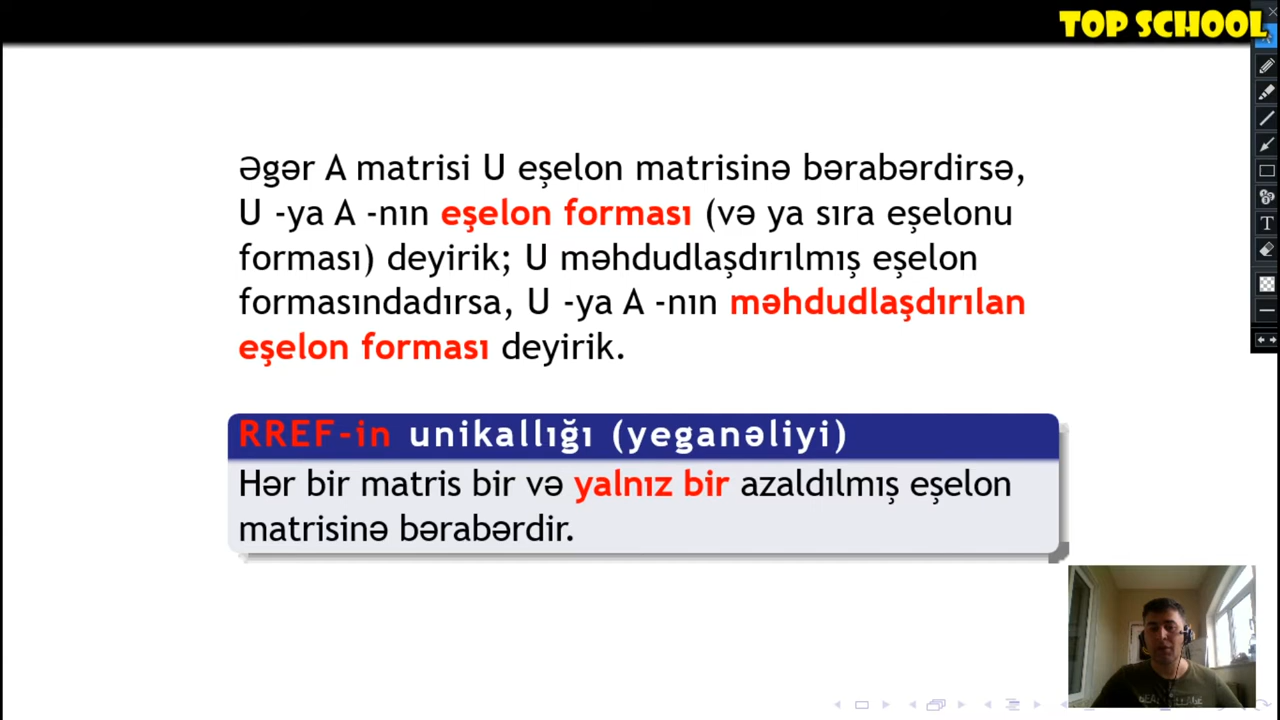 TOP SCHOOL
Əgər A matrisi U eşelon matrisinə bərabərdirsə,
U -ya A -nın eşelon forması (və ya sıra eşelonu
forması) deyirik; U məhdudlaşdırılmış eşelon
formasındadırsa, U -ya A -nın məhdudlaşdırılan
eşelon forması deyirik.
RREF-in unikallığı (yeganəliyi)
Hər bir matris bir və yalnız bir azaldılmış eşelon
matrisinə bərabərdir.